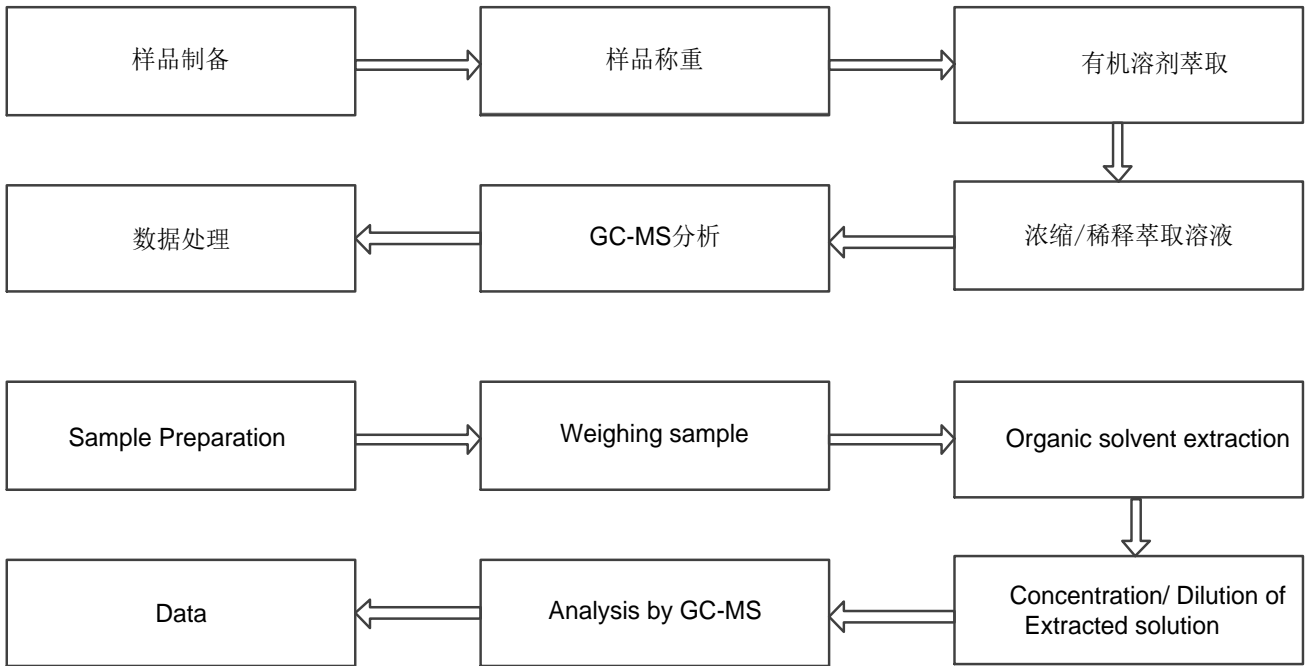 样品制备
样品称重
有机溶剂萃取
数据处理
GC-MS分析
浓缩/稀释萃取溶液
Sample Preparation
Weighing sample
Organic solvent extraction
Data
Analysis by GC-MS
Concentration/ Dilution of
Extracted solution